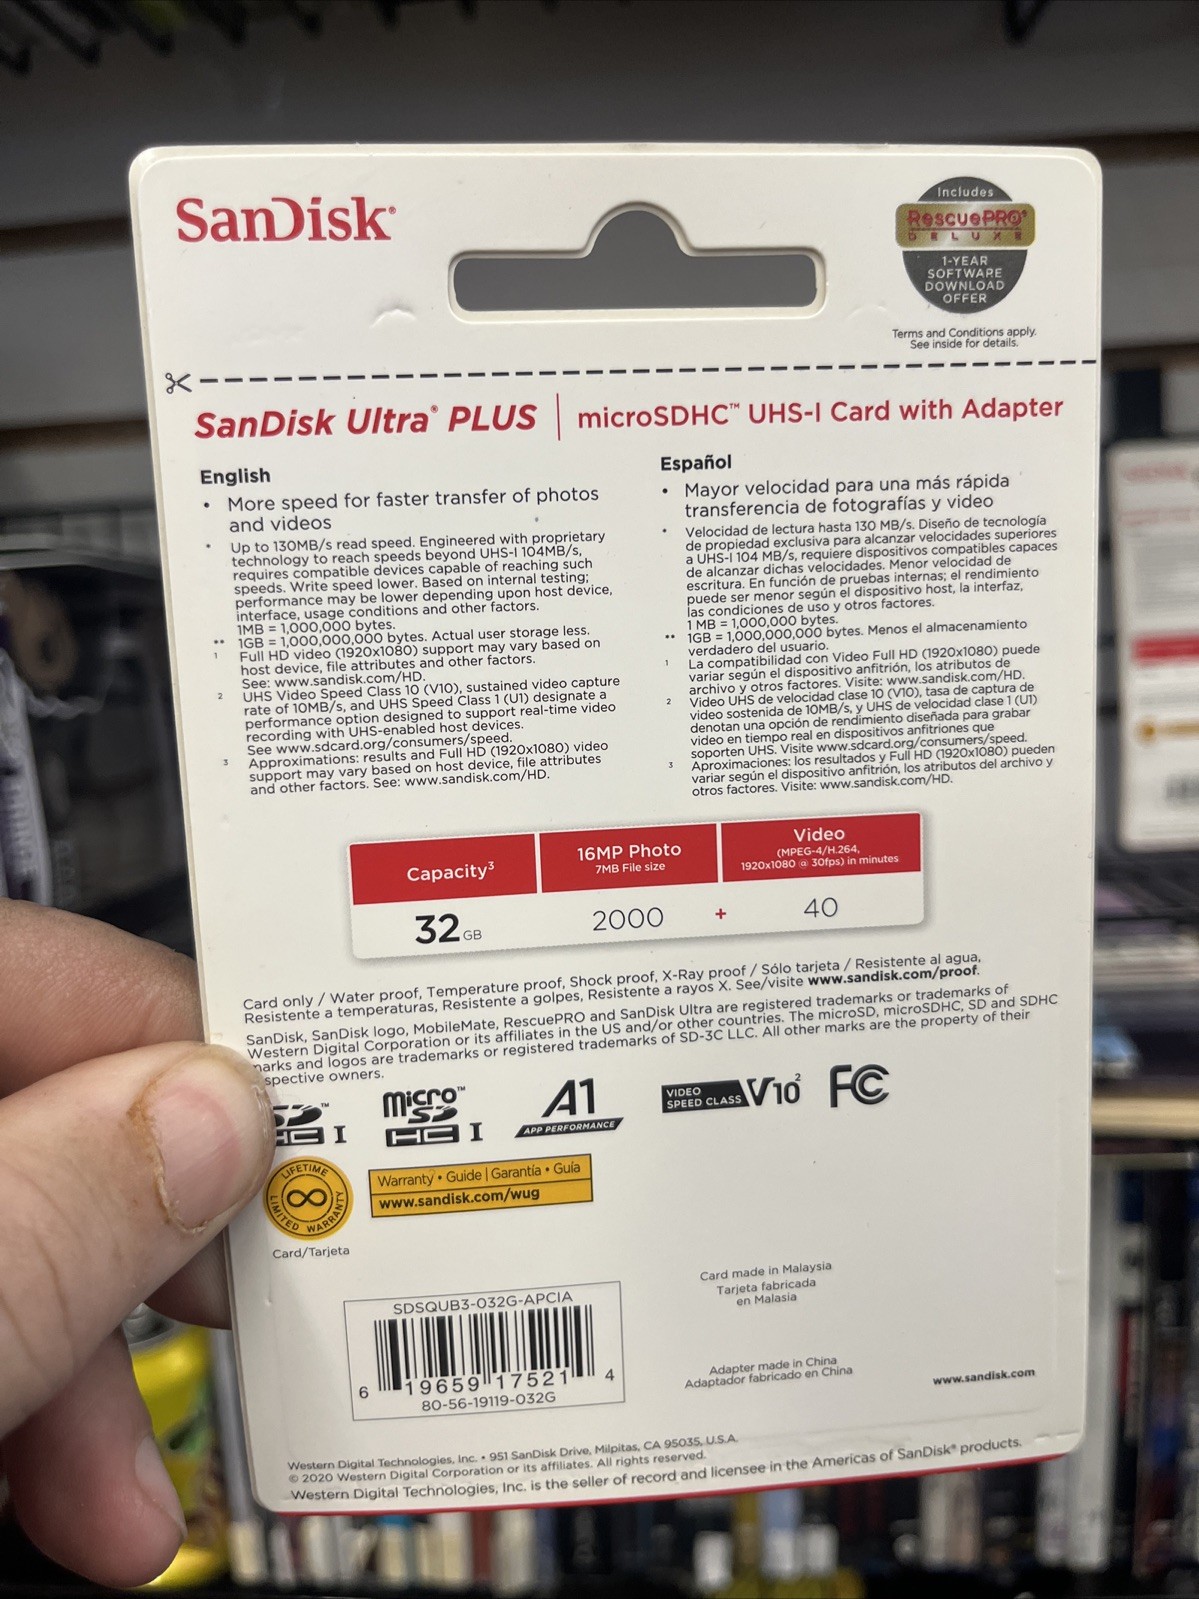 SanDisk®
Includes
RescuePRO®
DELUXE
1-YEAR
SOFTWARE
DOWNLOAD
OFFER
Terms and Conditions apply.
See inside for details.
SanDisk Ultra® PLUS | microSDHC™ UHS-I Card with Adapter
English
• More speed for faster transfer of photos
and videos
* Up to 130MB/s read speed. Engineered with proprietary
technology to reach speeds beyond UHS-I 104MB/s,
requires compatible devices capable of reaching such
speeds. Write speed lower. Based on internal testing;
performance may be lower depending upon host device,
interface, usage conditions and other factors.
1MB = 1,000,000 bytes.
** 1GB = 1,000,000,000 bytes. Actual user storage less.
1 Full HD video (1920x1080) support may vary based on
host device, file attributes and other factors.
See: www.sandisk.com/HD.
2 UHS Video Speed Class 10 (V10), sustained video capture
rate of 10MB/s, and UHS Speed Class 1 (U1) designate a
performance option designed to support real-time video
recording with UHS-enabled host devices.
See www.sdcard.org/consumers/speed.
3 Approximations: results and Full HD (1920x1080) video
support may vary based on host device, file attributes
and other factors. See: www.sandisk.com/HD.
Español
• Mayor velocidad para una más rápida
transferencia de fotografías y video
* Velocidad de lectura hasta 130 MB/s. Diseño de tecnología
de propiedad exclusiva para alcanzar velocidades superiores
a UHS-I 104 MB/s, requiere dispositivos compatibles capaces
de alcanzar dichas velocidades. Menor velocidad de
escritura. En función de pruebas internas; el rendimiento
puede ser menor según el dispositivo host, la interfaz,
las condiciones de uso y otros factores.
1 MB = 1,000,000 bytes.
** 1GB = 1,000,000,000 bytes. Menos el almacenamiento
verdadero del usuario.
1 La compatibilidad con Video Full HD (1920x1080) puede
variar según el dispositivo anfitrión, los atributos de
archivo y otros factores. Visite: www.sandisk.com/HD.
2 Video UHS de velocidad clase 10 (V10), tasa de captura de
video sostenida de 10MB/s, y UHS de velocidad clase 1 (U1)
denotan una opción de rendimiento diseñada para grabar
video en tiempo real en dispositivos anfitriones que
soporten UHS. Visite www.sdcard.org/consumers/speed.
3 Aproximaciones: los resultados y Full HD (1920x1080) pueden
variar según el dispositivo anfitrión, los atributos del archivo y
otros factores. Visite: www.sandisk.com/HD.
Capacity³
16MP Photo
7MB File size
Video
(MPEG-4/H.264,
1920x1080 @ 30fps) in minutes
32GB 2000 + 40
Card only / Water proof, Temperature proof, Shock proof, X-Ray proof / Sólo tarjeta / Resistente al agua,
Resistente a temperaturas, Resistente a golpes, Resistente a rayos X. See/visite www.sandisk.com/proof.
SanDisk, SanDisk logo, MobileMate, RescuePRO and SanDisk Ultra are registered trademarks or trademarks of
Western Digital Corporation or its affiliates in the US and/or other countries. The microSD, microSDHC, SD and SDHC
marks and logos are trademarks or registered trademarks of SD-3C LLC. All other marks are the property of their
spective owners.
SD HC I
micro™ SD HC I
A1
APP PERFORMANCE
VIDEO
SPEED CLASS V10²
FC
LIFETIME
LIMITED WARRANTY
Card/Tarjeta
Warranty • Guide | Garantía • Guía
www.sandisk.com/wug
SDSQUB3-032G-APCIA
6 19659 17521 4
80-56-19119-032G
Card made in Malaysia
Tarjeta fabricada
en Malasia
Adapter made in China
Adaptador fabricado en China
www.sandisk.com
Western Digital Technologies, Inc. • 951 SanDisk Drive, Milpitas, CA 95035, U.S.A.
© 2020 Western Digital Corporation or its affiliates. All rights reserved.
Western Digital Technologies, Inc. is the seller of record and licensee in the Americas of SanDisk® products.